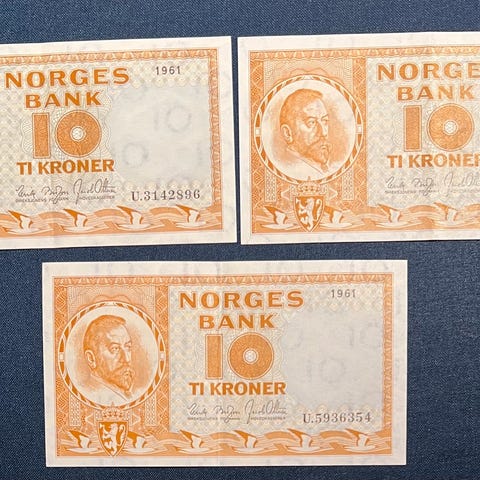 NORGES
BANK
1961
10
TI KRONER
U.3142896
NORGES
BANK
10
TI KRONER
NORGES
BANK
1961
10
TI KRONER
U.5936354